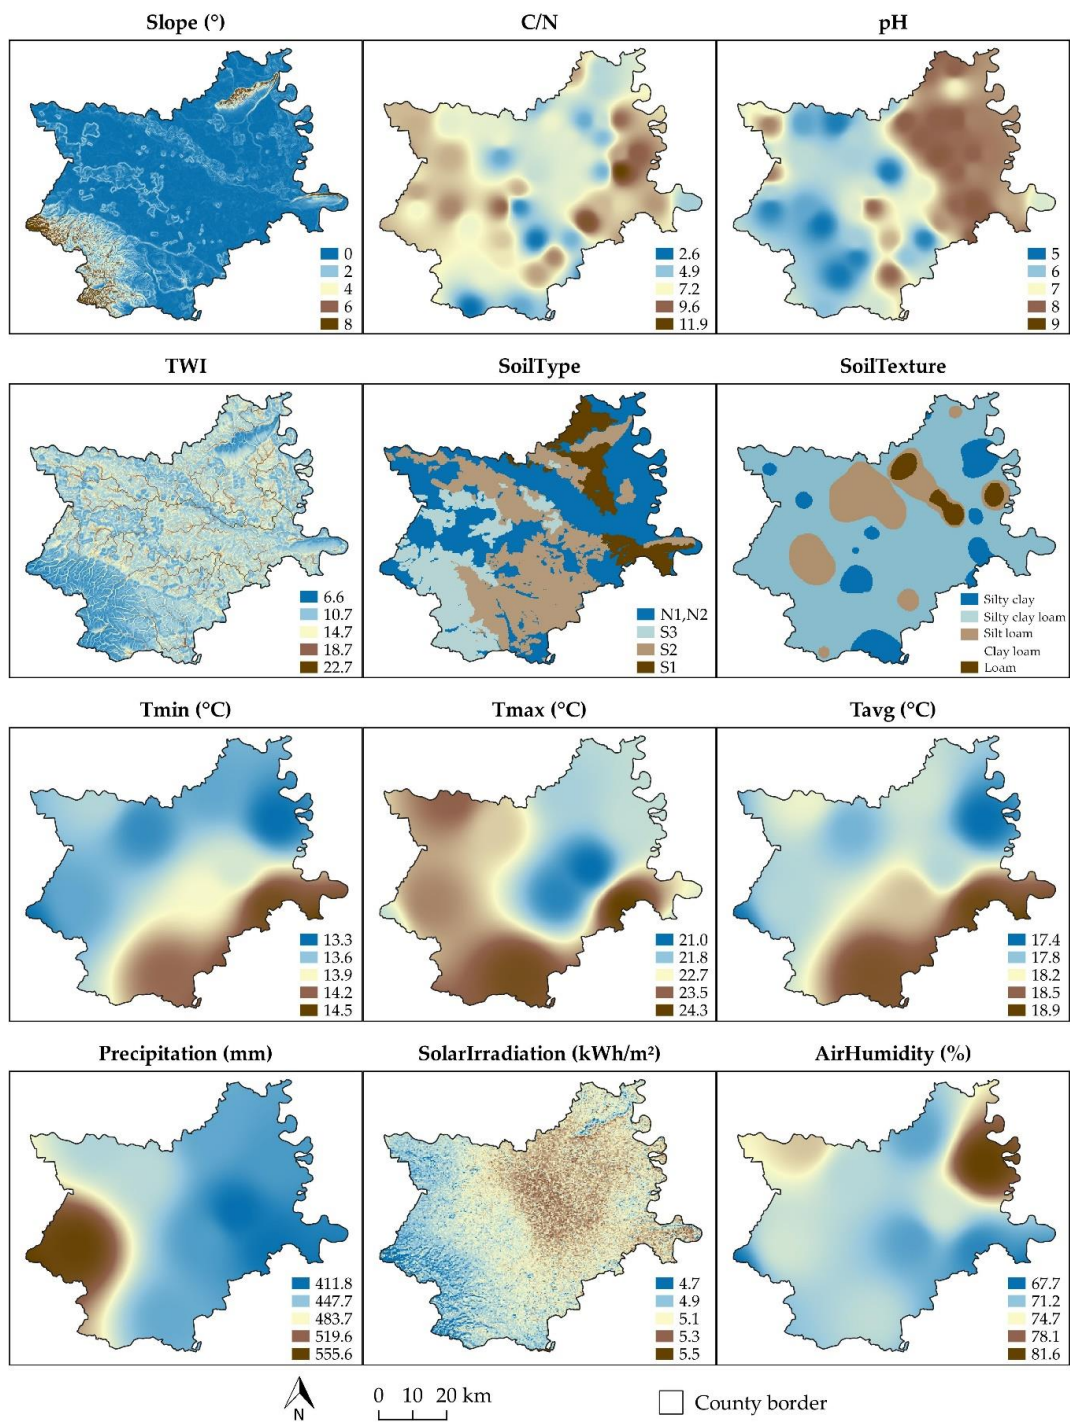 Slope (°)
C/N
pH
0
2
4
6
8
2.6
4.9
7.2
9.6
11.9
5
6
7
8
9
TWI
SoilType
SoilTexture
6.6
10.7
14.7
18.7
22.7
N1,N2
S3
S2
S1
Silty clay
Silty clay loam
Silt loam
Clay loam
Loam
Tmin (°C)
Tmax (°C)
Tavg (°C)
13.3
13.6
13.9
14.2
14.5
21.0
21.8
22.7
23.5
24.3
17.4
17.8
18.2
18.5
18.9
Precipitation (mm)
SolarIrradiation (kWh/m²)
AirHumidity (%)
411.8
447.7
483.7
519.6
555.6
4.7
4.9
5.1
5.3
5.5
67.7
71.2
74.7
78.1
81.6
N
0 10 20 km
County border